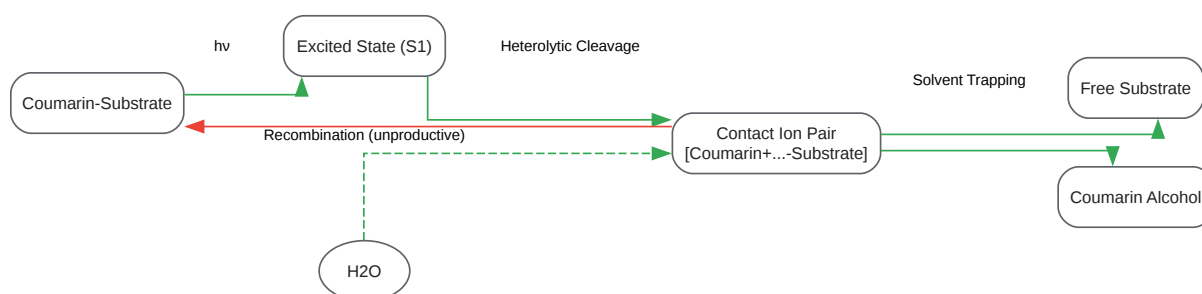 hν
Excited State (S1)
Heterolytic Cleavage
Coumarin-Substrate
Solvent Trapping
Free Substrate
Recombination (unproductive)
Contact Ion Pair
[Coumarin+...-Substrate]
Coumarin Alcohol
H2O